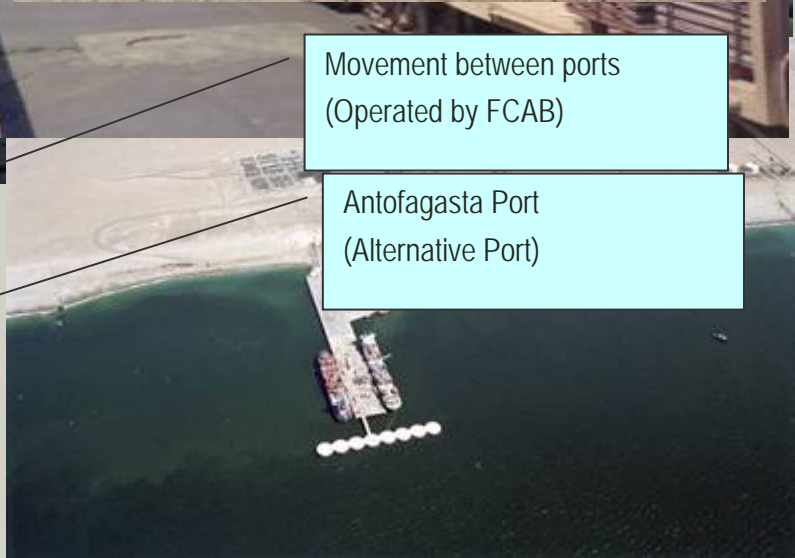 Movement between ports
(Operated by FCAB)
Antofagasta Port
(Alternative Port)